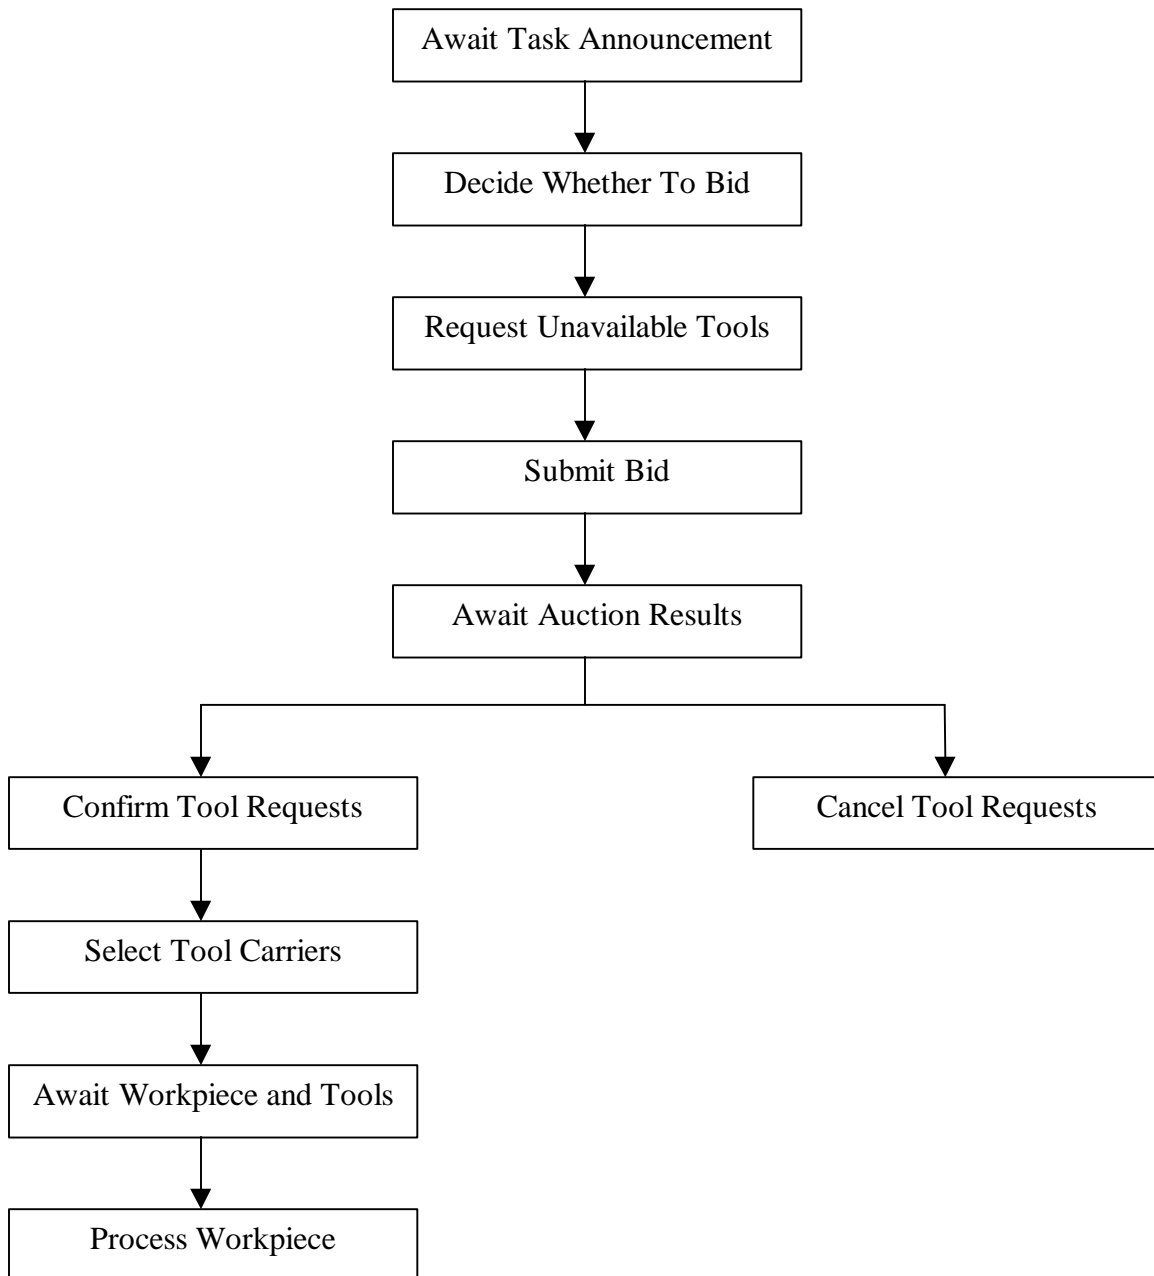 Await Task Announcement
Decide Whether To Bid
Request Unavailable Tools
Submit Bid
Await Auction Results
Confirm Tool Requests
Cancel Tool Requests
Select Tool Carriers
Await Workpiece and Tools
Process Workpiece